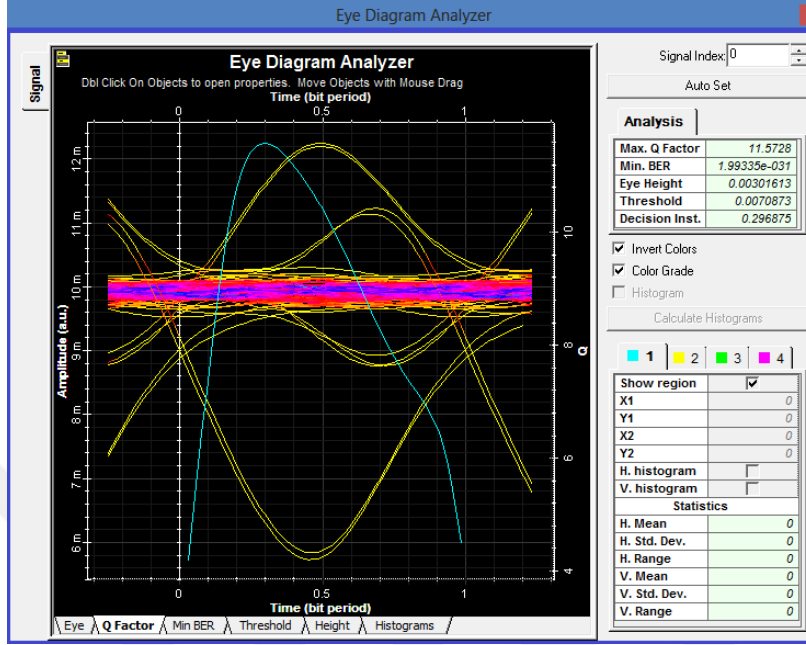 Eye Diagram Analyzer
Signal
Eye Diagram Analyzer
Dbl Click On Objects to open properties. Move Objects with Mouse Drag
Time (bit period)
0 0.5 1
Amplitude (a.u.)
12 m
11 m
10 m
9 m
8 m
7 m
6 m
Q
10
8
6
4
0 0.5 1
Time (bit period)
Eye Q Factor Min BER Threshold Height Histograms
Signal Index: 0
Auto Set
Analysis
Max. Q Factor 11.5728
Min. BER 1.99335e-031
Eye Height 0.00301613
Threshold 0.0070873
Decision Inst. 0.296875
Invert Colors
Color Grade
Histogram
Calculate Histograms
1 2 3 4
Show region
X1 0
Y1 0
X2 0
Y2 0
H. histogram
V. histogram
Statistics
H. Mean 0
H. Std. Dev. 0
H. Range 0
V. Mean 0
V. Std. Dev. 0
V. Range 0